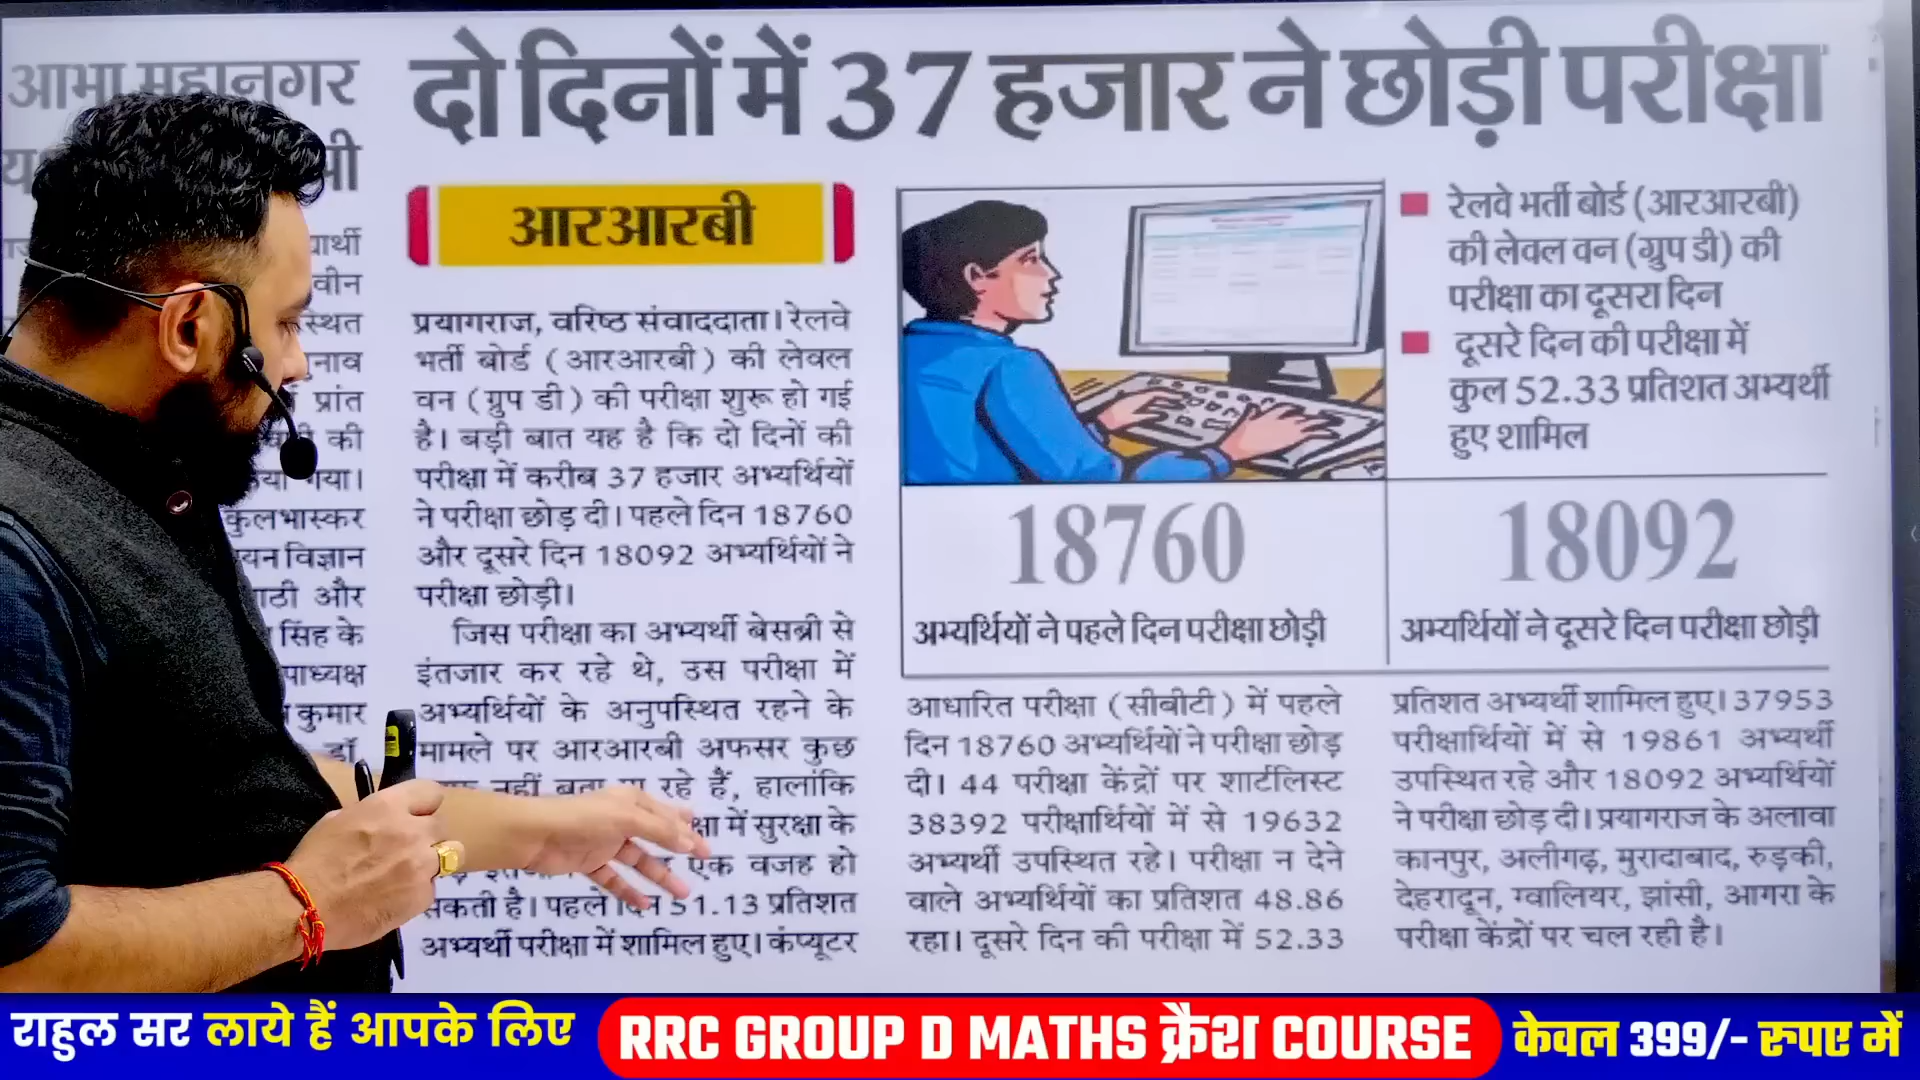 आभा महानगर
दो दिनों में 37 हजार ने छोड़ी परीक्षा
यार्थी
वीन
स्थित
चुनाव
प्रांत
की
गया।
कुलभास्कर
विज्ञान
और
सिंह के
कुमार
डॉ
आरआरबी
प्रयागराज, वरिष्ठ संवाददाता। रेलवे
भर्ती बोर्ड (आरआरबी) की लेवल
वन (ग्रुप डी) की परीक्षा शुरू हो गई
है। बड़ी बात यह है कि दो दिनों की
परीक्षा में करीब 37 हजार अभ्यर्थियों
ने परीक्षा छोड़ दी। पहले दिन 18760
और दूसरे दिन 18092 अभ्यर्थियों ने
परीक्षा छोड़ी।
जिस परीक्षा का अभ्यर्थी बेसब्री से
इंतजार कर रहे थे, उस परीक्षा में
अभ्यर्थियों के अनुपस्थित रहने के
मामले पर आरआरबी अफसर कुछ
नहीं बता पा रहे हैं, हालांकि
में सुरक्षा के
एक वजह हो
सकती है। पहले दिन 51.13 प्रतिशत
अभ्यर्थी परीक्षा में शामिल हुए। कंप्यूटर
रेलवे भर्ती बोर्ड (आरआरबी)
की लेवल वन (ग्रुप डी) की
परीक्षा का दूसरा दिन
दूसरे दिन की परीक्षा में
कुल 52.33 प्रतिशत अभ्यर्थी
हुए शामिल
18760
अभ्यर्थियों ने पहले दिन परीक्षा छोड़ी
18092
अभ्यर्थियों ने दूसरे दिन परीक्षा छोड़ी
आधारित परीक्षा (सीबीटी) में पहले
दिन 18760 अभ्यर्थियों ने परीक्षा छोड़
दी। 44 परीक्षा केंद्रों पर शार्टलिस्ट
38392 परीक्षार्थियों में से 19632
अभ्यर्थी उपस्थित रहे। परीक्षा न देने
वाले अभ्यर्थियों का प्रतिशत 48.86
रहा। दूसरे दिन की परीक्षा में 52.33
प्रतिशत अभ्यर्थी शामिल हुए। 37953
परीक्षार्थियों में से 19861 अभ्यर्थी
उपस्थित रहे और 18092 अभ्यर्थियों
ने परीक्षा छोड़ दी। प्रयागराज के अलावा
कानपुर, अलीगढ़, मुरादाबाद, रुड़की,
देहरादून, ग्वालियर, झांसी, आगरा के
परीक्षा केंद्रों पर चल रही है।
राहुल सर लाये हैं आपके लिए RRC GROUP D MATHS क्रैश COURSE केवल 399/- रुपए में